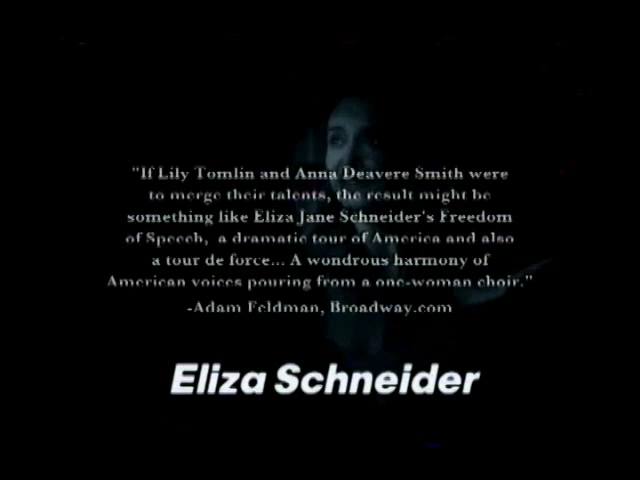 "If Lily Tomlin and Anna Deavere Smith were
to merge their talents, the result might be
something like Eliza Jane Schneider's Freedom
of Speech, a dramatic tour of America and also
a tour de force... A wondrous harmony of
American voices pouring from a one-woman choir."
-Adam Feldman, Broadway.com
Eliza Schneider